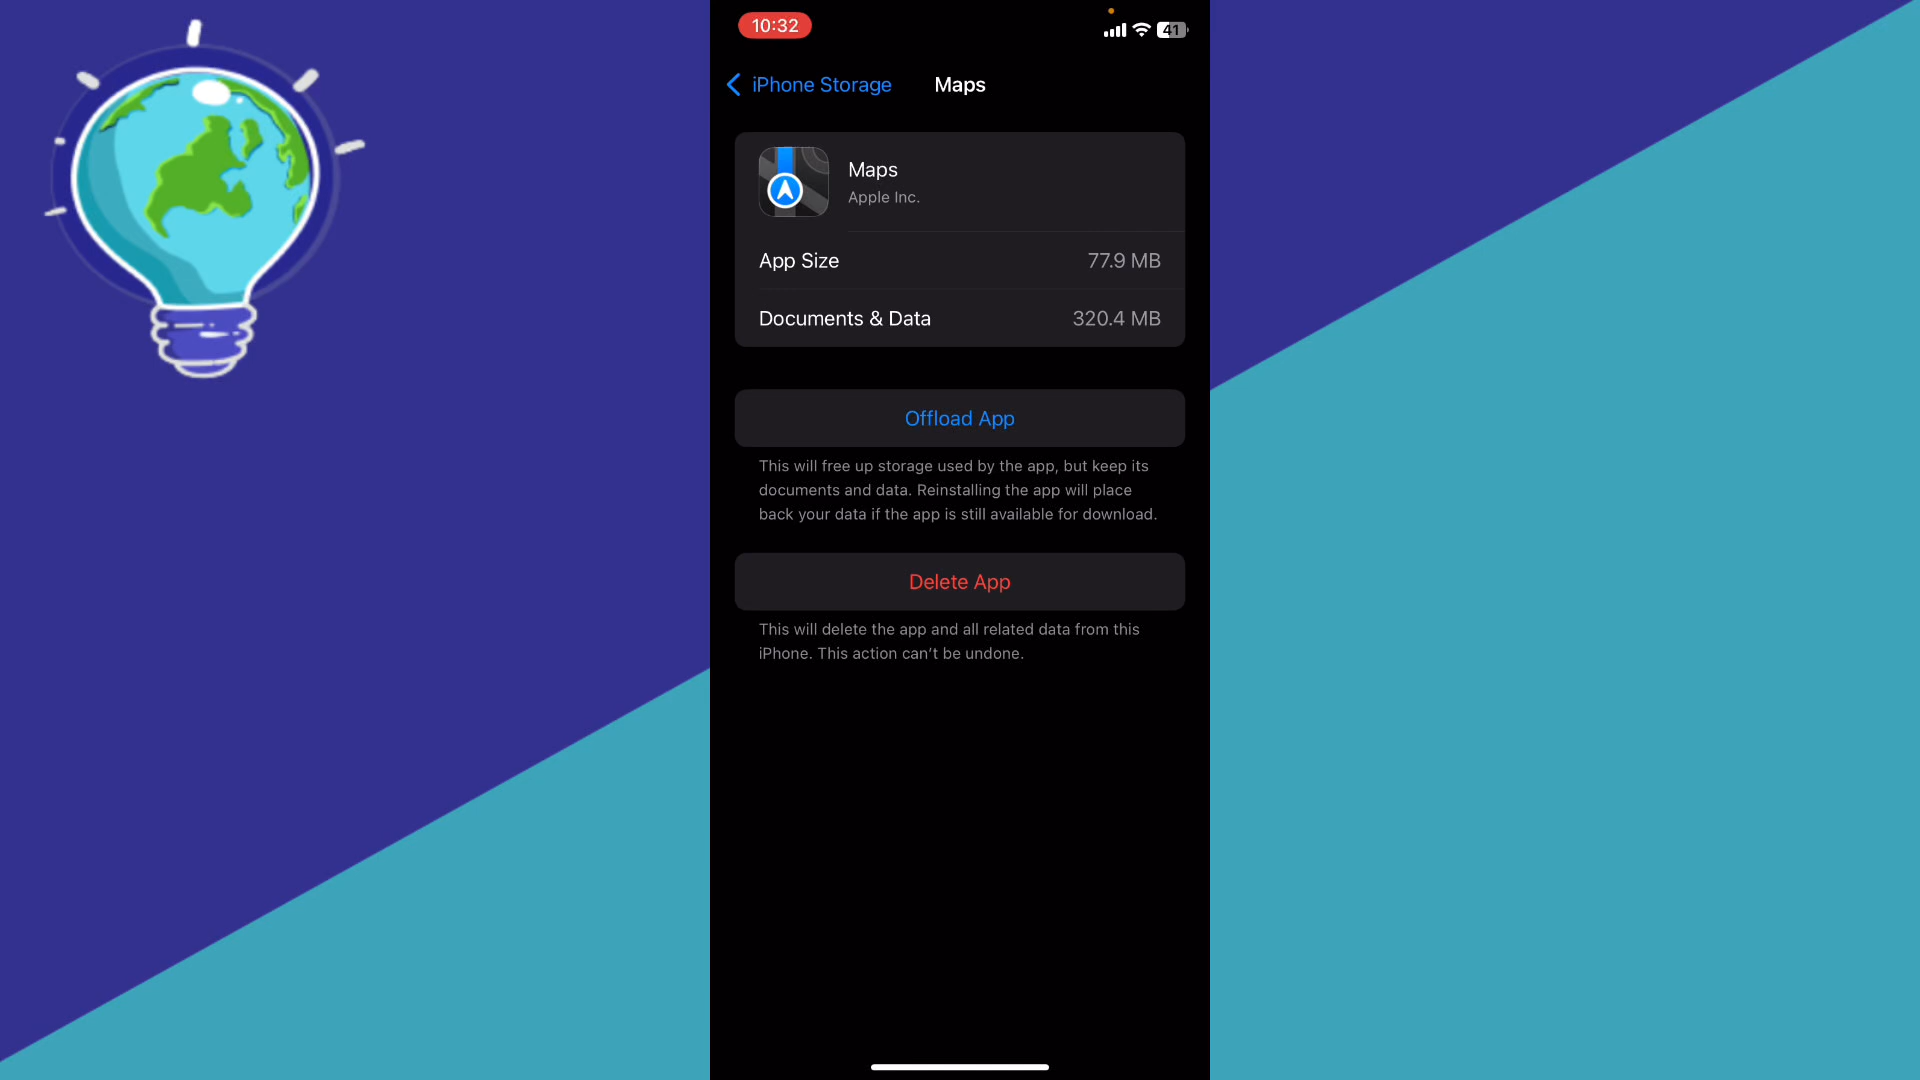 10:32
41
iPhone Storage
Maps
Maps
Apple Inc.
App Size
77.9 MB
Documents & Data
320.4 MB
Offload App
This will free up storage used by the app, but keep its
documents and data. Reinstalling the app will place
back your data if the app is still available for download.
Delete App
This will delete the app and all related data from this
iPhone. This action can’t be undone.